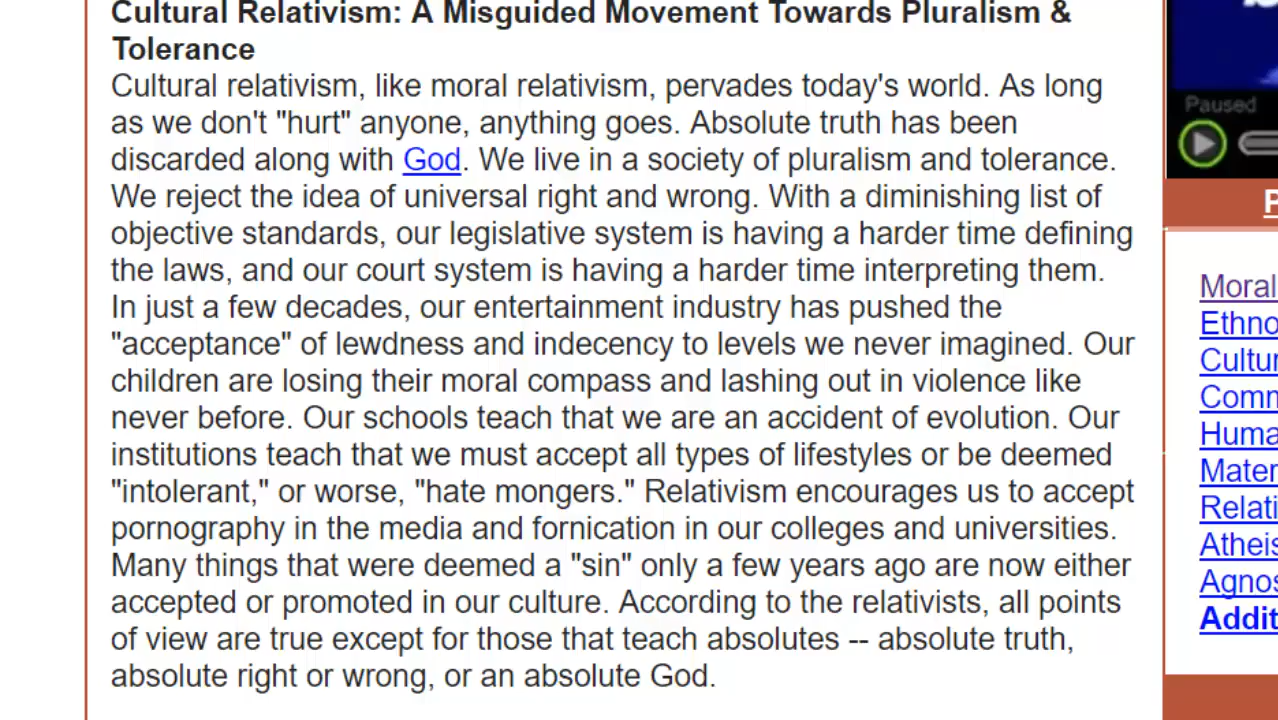 Cultural Relativism: A Misguided Movement Towards Pluralism &
Tolerance
Cultural relativism, like moral relativism, pervades today's world. As long
as we don't "hurt" anyone, anything goes. Absolute truth has been
discarded along with God. We live in a society of pluralism and tolerance.
We reject the idea of universal right and wrong. With a diminishing list of
objective standards, our legislative system is having a harder time defining
the laws, and our court system is having a harder time interpreting them.
In just a few decades, our entertainment industry has pushed the
"acceptance" of lewdness and indecency to levels we never imagined. Our
children are losing their moral compass and lashing out in violence like
never before. Our schools teach that we are an accident of evolution. Our
institutions teach that we must accept all types of lifestyles or be deemed
"intolerant," or worse, "hate mongers." Relativism encourages us to accept
pornography in the media and fornication in our colleges and universities.
Many things that were deemed a "sin" only a few years ago are now either
accepted or promoted in our culture. According to the relativists, all points
of view are true except for those that teach absolutes -- absolute truth,
absolute right or wrong, or an absolute God.
Paused
Moral
Ethno
Cultur
Comm
Huma
Mater
Relati
Atheis
Agnos
Addit